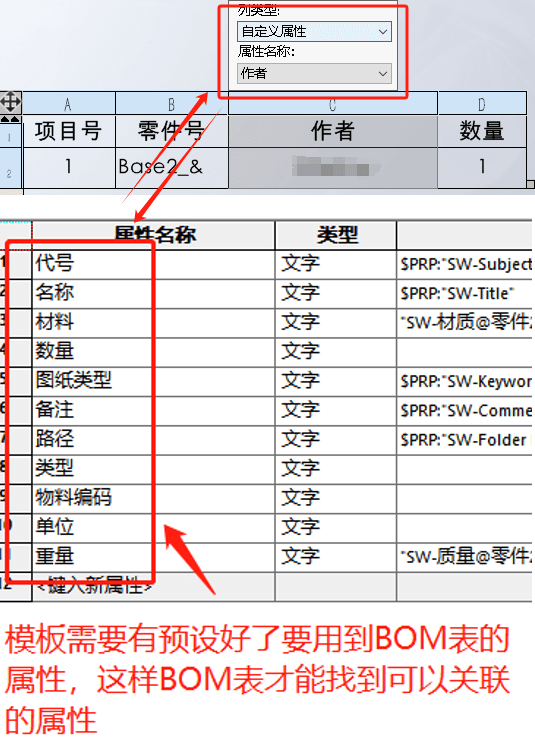 列类型:
自定义属性
属性名称:
作者
A B C D
项目号 零件号 作者 数量
1
2 1 Base2_& 1
属性名称 类型
1 代号 文字 $PRP:"SW-Subject
2 名称 文字 $PRP:"SW-Title"
3 材料 文字 "SW-材质@零件
4 数量 文字
5 图纸类型 文字 $PRP:"SW-Keywor
6 备注 文字 $PRP:"SW-Comme
7 路径 文字 $PRP:"SW-Folder
8 类型 文字
9 物料编码 文字
10 单位 文字
11 重量 文字 "SW-质量@零件
12 <键入新属性>
模板需要有预设好了要用到BOM表的
属性，这样BOM表才能找到可以关联
的属性